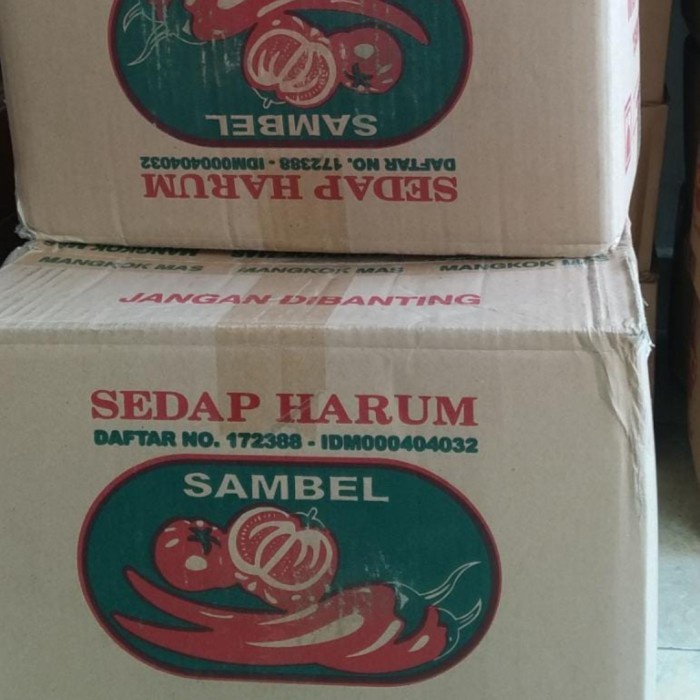 SAMBEL
DAFTAR NO. 172388 - IDM000404032
SEDAP HARUM
MANGKOK MAS MANGKOK MAS MANGKOK MAS
JANGAN DIBANTING
SEDAP HARUM
DAFTAR NO. 172388 - IDM000404032
SAMBEL